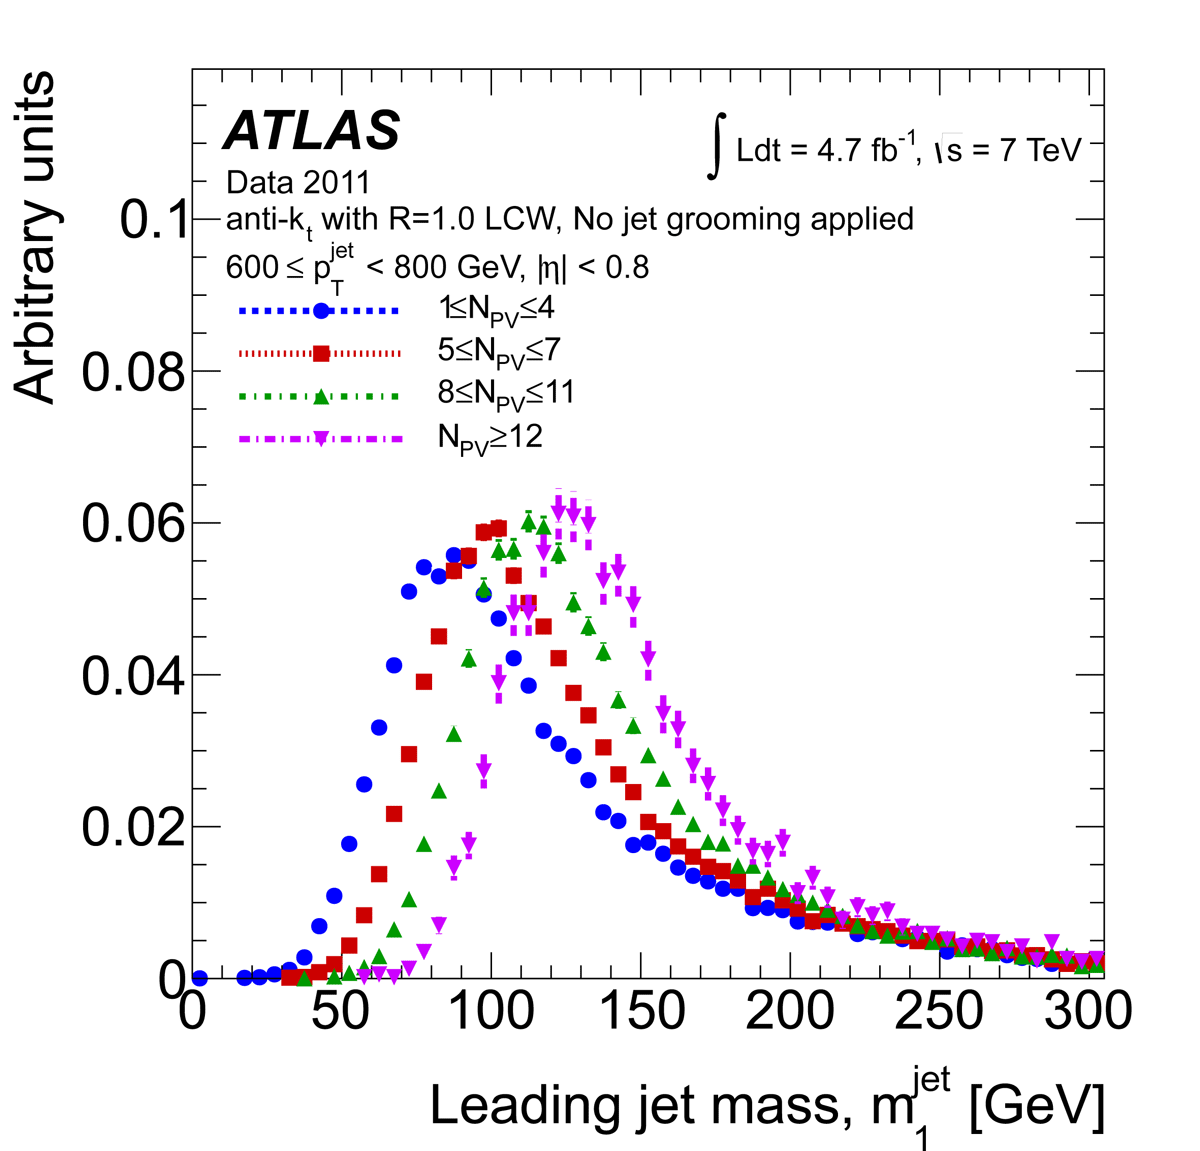 Arbitrary units
ATLAS
∫ Ldt = 4.7 fb⁻¹, √s = 7 TeV
Data 2011
anti-kₜ with R=1.0 LCW, No jet grooming applied
600 ≤ p_T^jet < 800 GeV, |η| < 0.8
1≤N_PV≤4
5≤N_PV≤7
8≤N_PV≤11
N_PV≥12
0.1
0.08
0.06
0.04
0.02
0
0 50 100 150 200 250 300
Leading jet mass, m₁^jet [GeV]